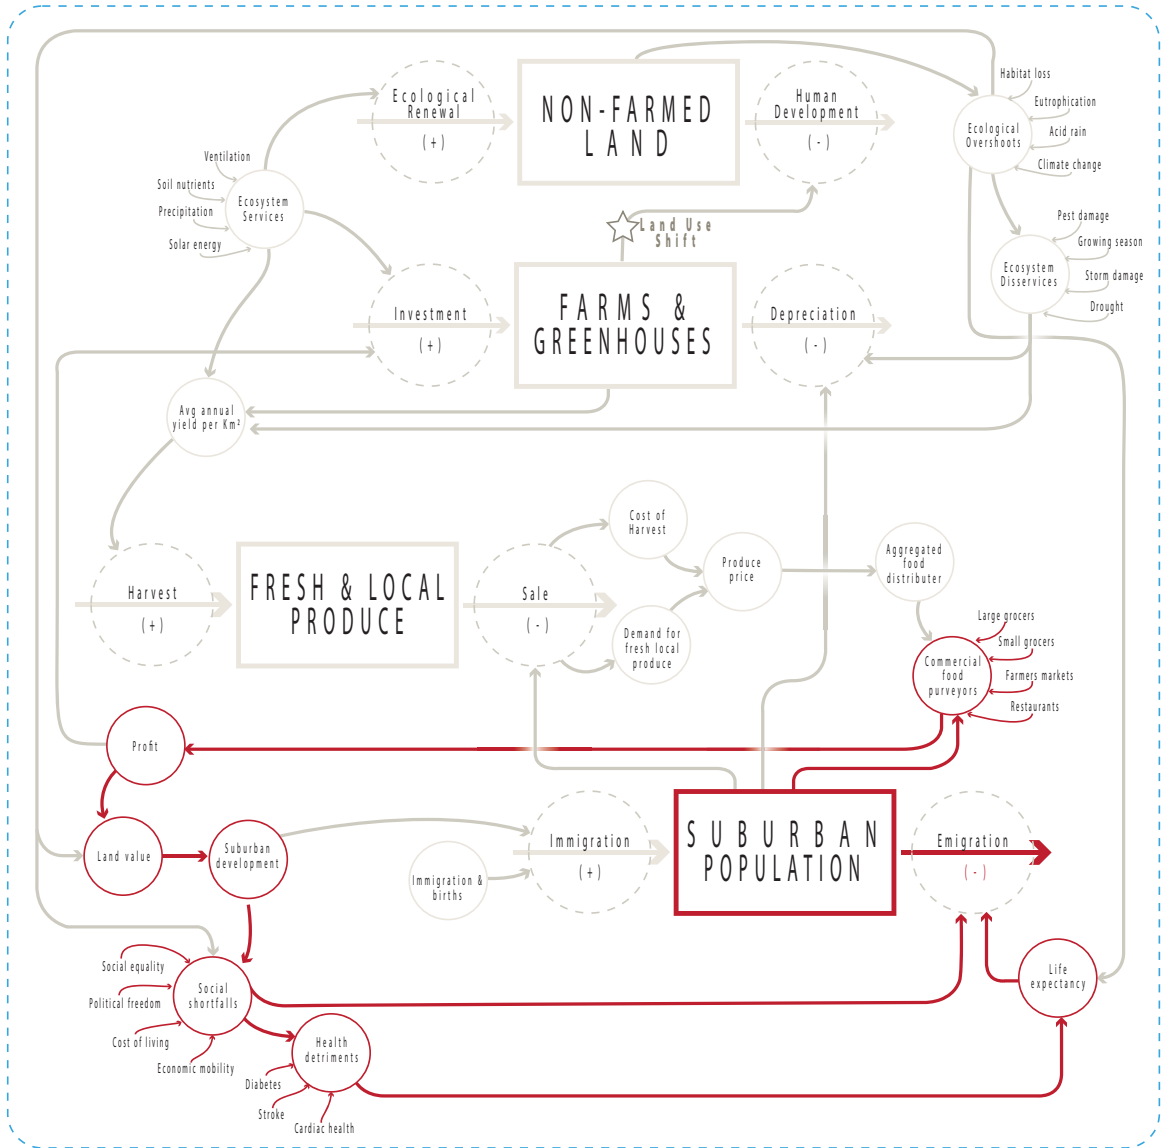 Ecological
Renewal
(+)
NON-FARMED
LAND
Human
Development
(-)
Habitat loss
Eutrophication
Acid rain
Climate change
Ecological
Overshoots
Ventilation
Soil nutrients
Precipitation
Solar energy
Ecosystem
Services
Land Use
Shift
Pest damage
Growing season
Storm damage
Drought
Ecosystem
Disservices
Investment
(+)
FARMS &
GREENHOUSES
Depreciation
(-)
Avg annual
yield per Km²
Harvest
(+)
FRESH & LOCAL
PRODUCE
Sale
(-)
Cost of
Harvest
Demand for
fresh local
produce
Produce
price
Aggregated
food
distributer
Large grocers
Small grocers
Farmers markets
Restaurants
Commercial
food
purveyors
Profit
Land value
Suburban
development
Immigration &
births
Immigration
(+)
SUBURBAN
POPULATION
Emigration
(-)
Social equality
Political freedom
Cost of living
Economic mobility
Social
shortfalls
Health
detriments
Diabetes
Stroke
Cardiac health
Life
expectancy